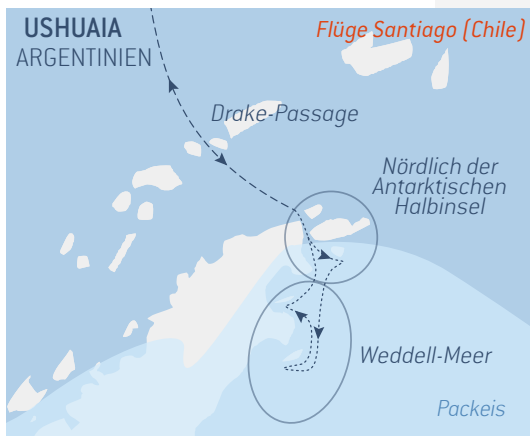 USHUAIA
ARGENTINIEN
Flüge Santiago (Chile)
Drake-Passage
Nördlich der
Antarktischen
Halbinsel
Weddell-Meer
Packeis